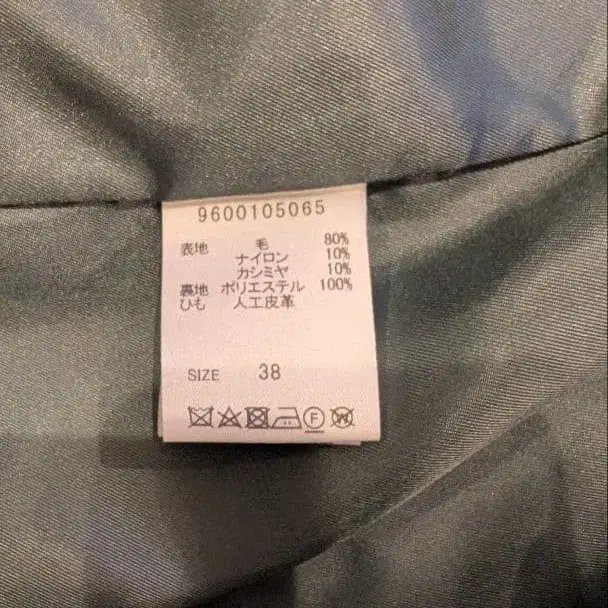 9600105065
表地 毛 80%
ナイロン 10%
カシミヤ 10%
裏地 ポリエステル 100%
ひも 人工皮革
SIZE 38
F W